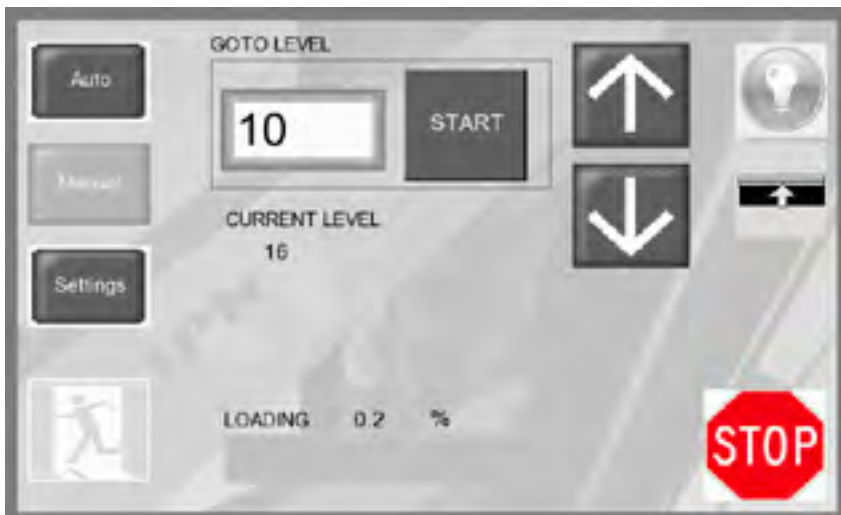 GOTO LEVEL
Auto
10
START
Manual
CURRENT LEVEL
16
Settings
LOADING 0.2 %
STOP